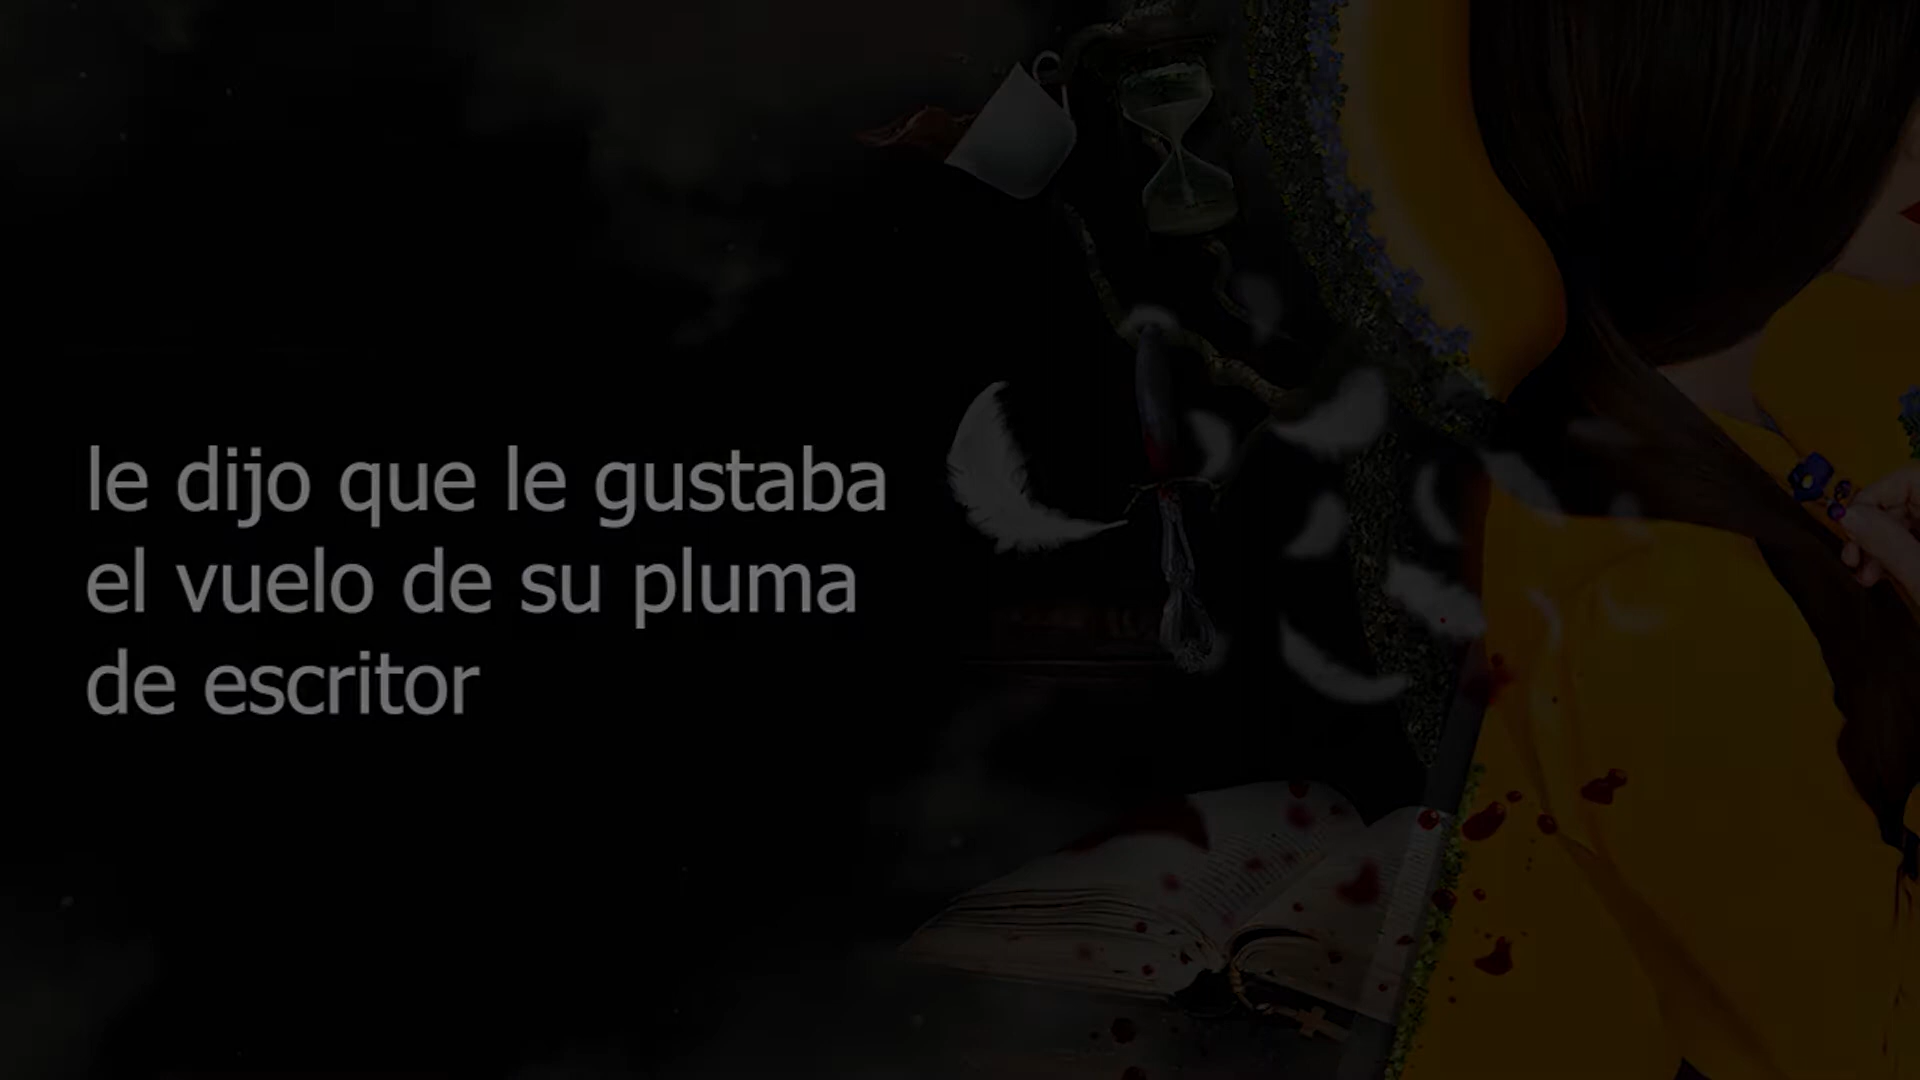 le dijo que le gustaba
el vuelo de su pluma
de escritor